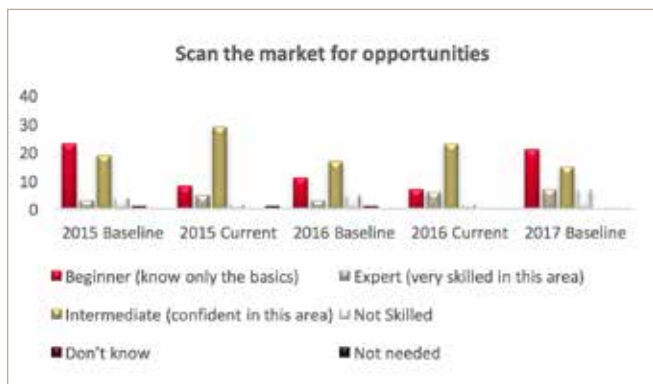 Scan the market for opportunities
40
30
20
10
0
2015 Baseline 2015 Current 2016 Baseline 2016 Current 2017 Baseline
Beginner (know only the basics) Expert (very skilled in this area)
Intermediate (confident in this area) Not Skilled
Don't know Not needed